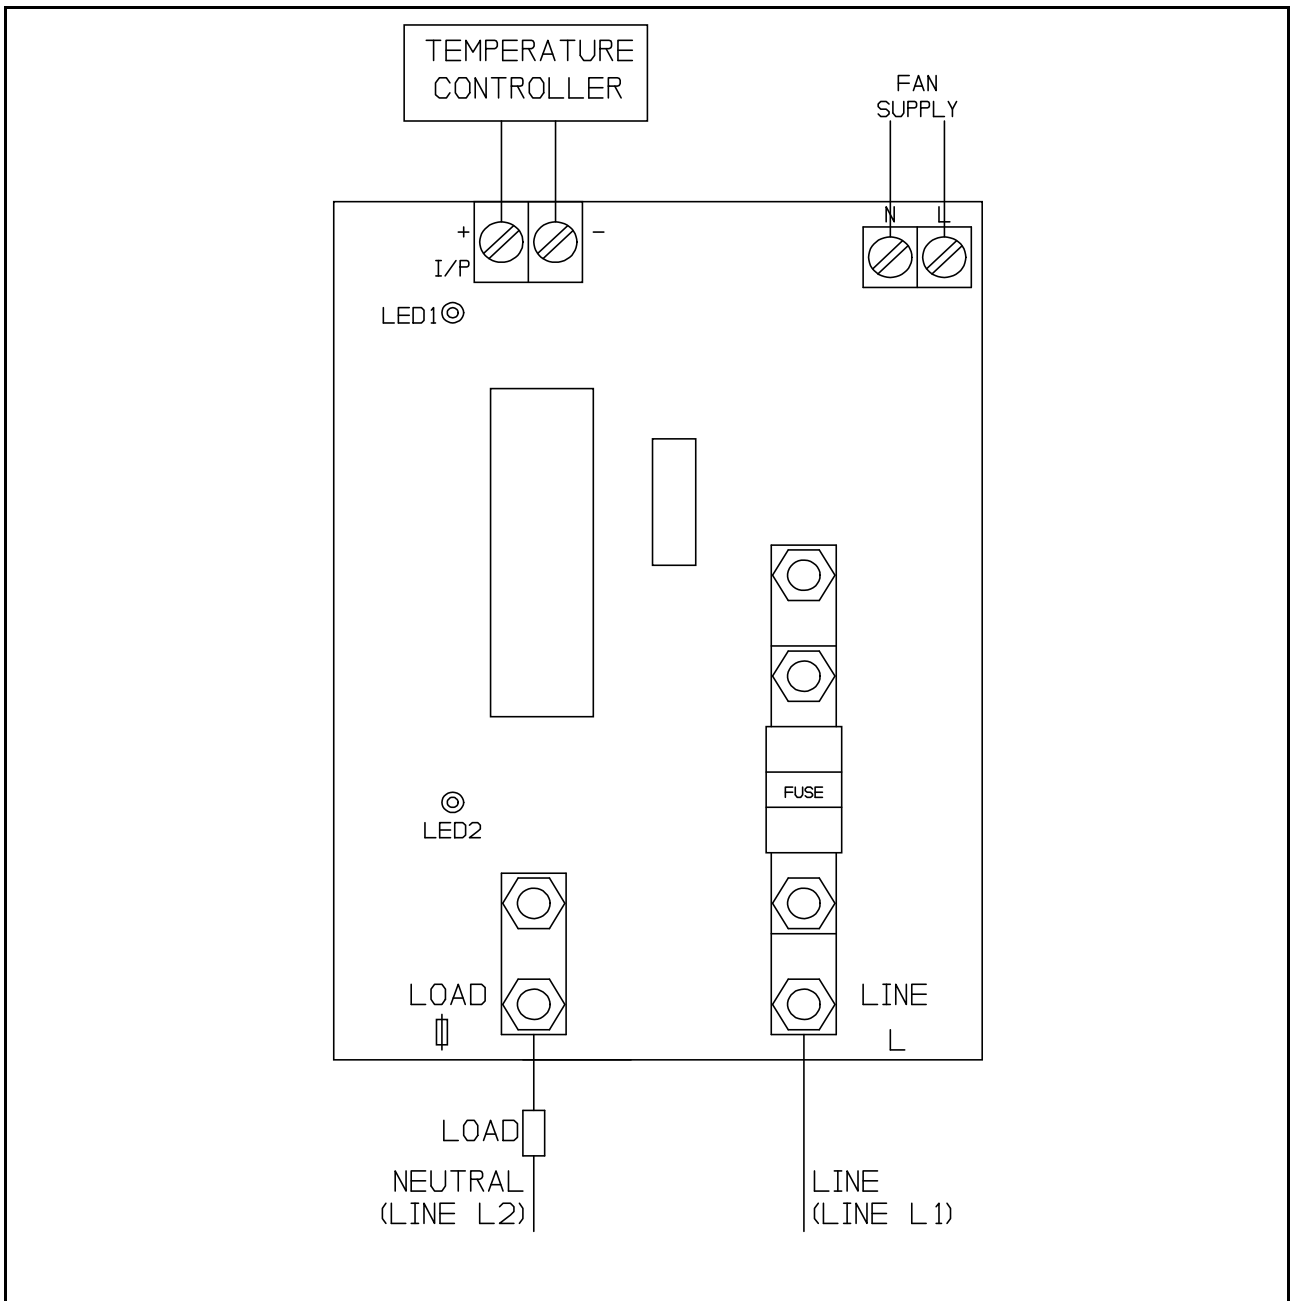 TEMPERATURE
CONTROLLER
FAN
SUPPLY
N L
+ -
I/P
LED1
FUSE
LED2
LOAD
LINE
L
LOAD
NEUTRAL
(LINE L2)
LINE
(LINE L1)